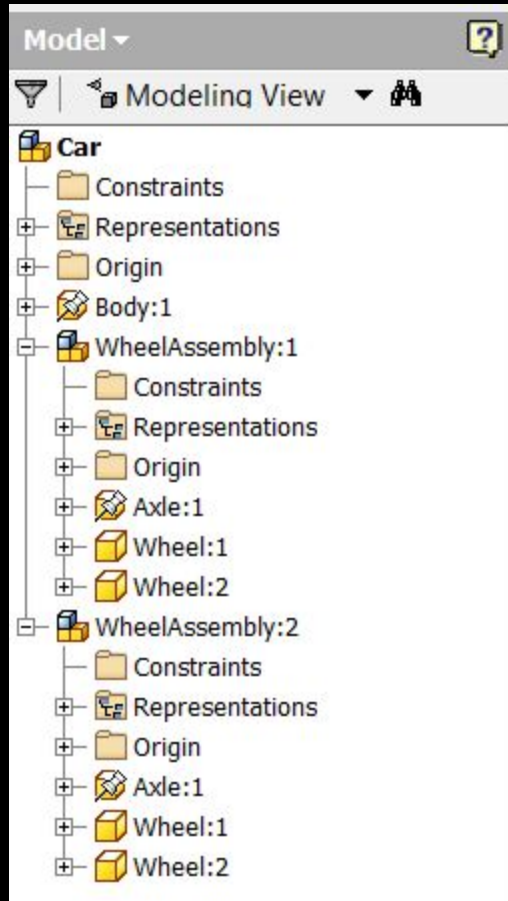 Model
?
Modeling View
Car
Constraints
Representations
Origin
Body:1
WheelAssembly:1
Constraints
Representations
Origin
Axle:1
Wheel:1
Wheel:2
WheelAssembly:2
Constraints
Representations
Origin
Axle:1
Wheel:1
Wheel:2